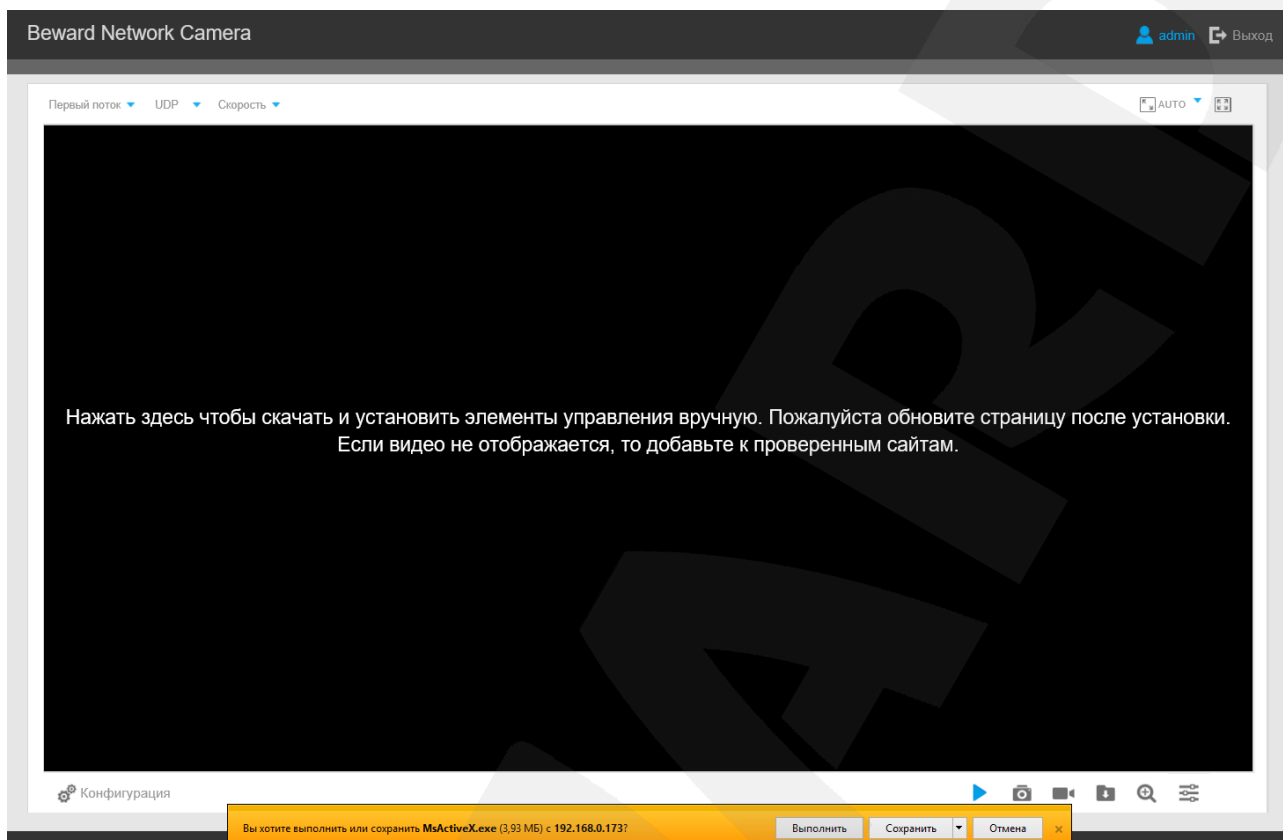 Beward Network Camera
admin Выход
Первый поток UDP Скорость AUTO
Нажать здесь чтобы скачать и установить элементы управления вручную. Пожалуйста обновите страницу после установки.
Если видео не отображается, то добавьте к проверенным сайтам.
Конфигурация
Вы хотите выполнить или сохранить MsActiveX.exe (3,93 МБ) с 192.168.0.173? Выполнить Сохранить Отмена